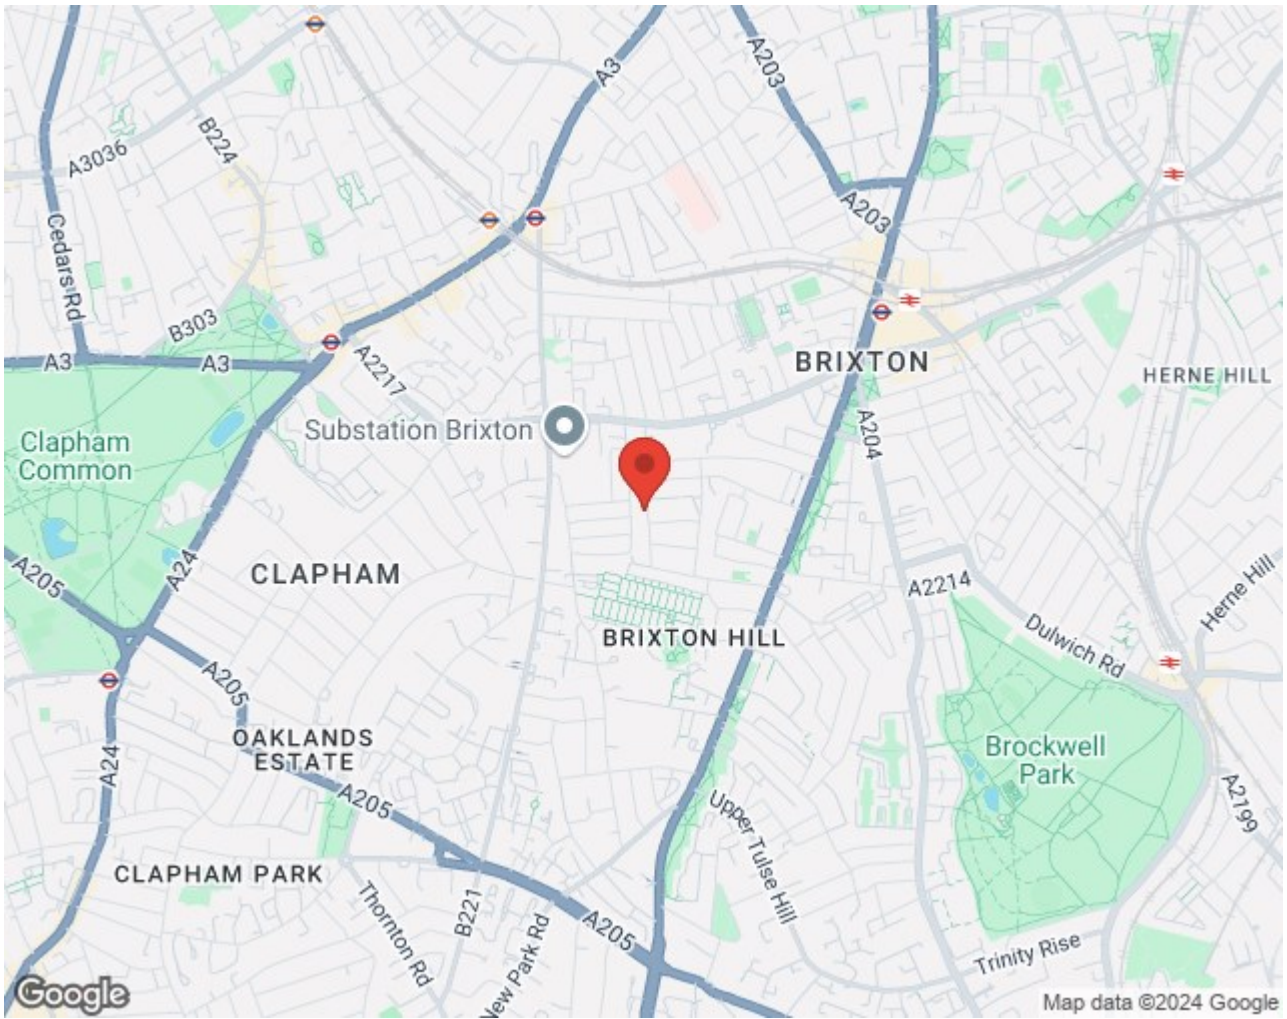 A3
A203
B224
A3036
A203
Cedars Rd
B303
A3
A3
A2217
BRIXTON
HERNE HILL
Substation Brixton
A204
Clapham
Common
A24
A205
CLAPHAM
A2214
Herne Hill
BRIXTON HILL
Dulwich Rd
A205
OAKLANDS
ESTATE
A24
Brockwell
Park
A205
Upper Tulse Hill
A2199
CLAPHAM PARK
Thornton Rd
B221
New Park Rd
A205
Trinity Rise
Google
Map data ©2024 Google